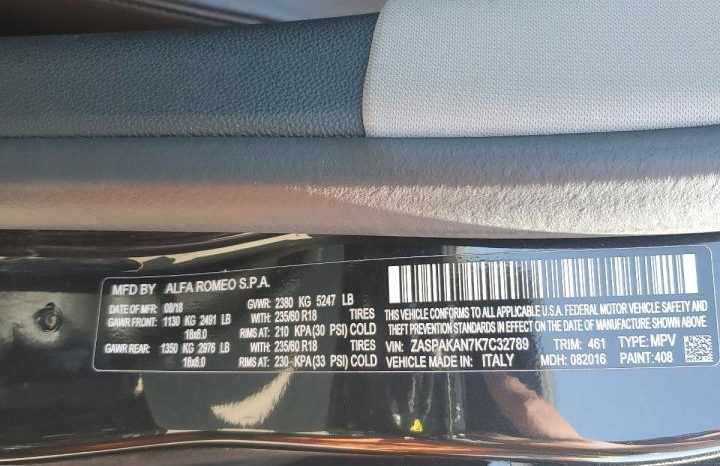 MFD BY ALFA ROMEO S.P.A.
DATE OF MFR: 08/18 GVWR: 2380 KG 5247 LB
GAWR FRONT: 1130 KG 2491 LB WITH: 235/60 R18 TIRES
18x8.0 RIMS AT: 210 KPA(30 PSI) COLD
GAWR REAR: 1350 KG 2976 LB WITH: 235/60 R18 TIRES
18x8.0 RIMS AT: 230 KPA (33 PSI) COLD
THIS VEHICLE CONFORMS TO ALL APPLICABLE U.S.A. FEDERAL MOTOR VEHICLE SAFETY AND
THEFT PREVENTION STANDARDS IN EFFECT ON THE DATE OF MANUFACTURE SHOWN ABOVE.
VIN: ZASPAKAN7K7C32789 TRIM: 461 TYPE: MPV
VEHICLE MADE IN: ITALY MDH: 082016 PAINT: 408